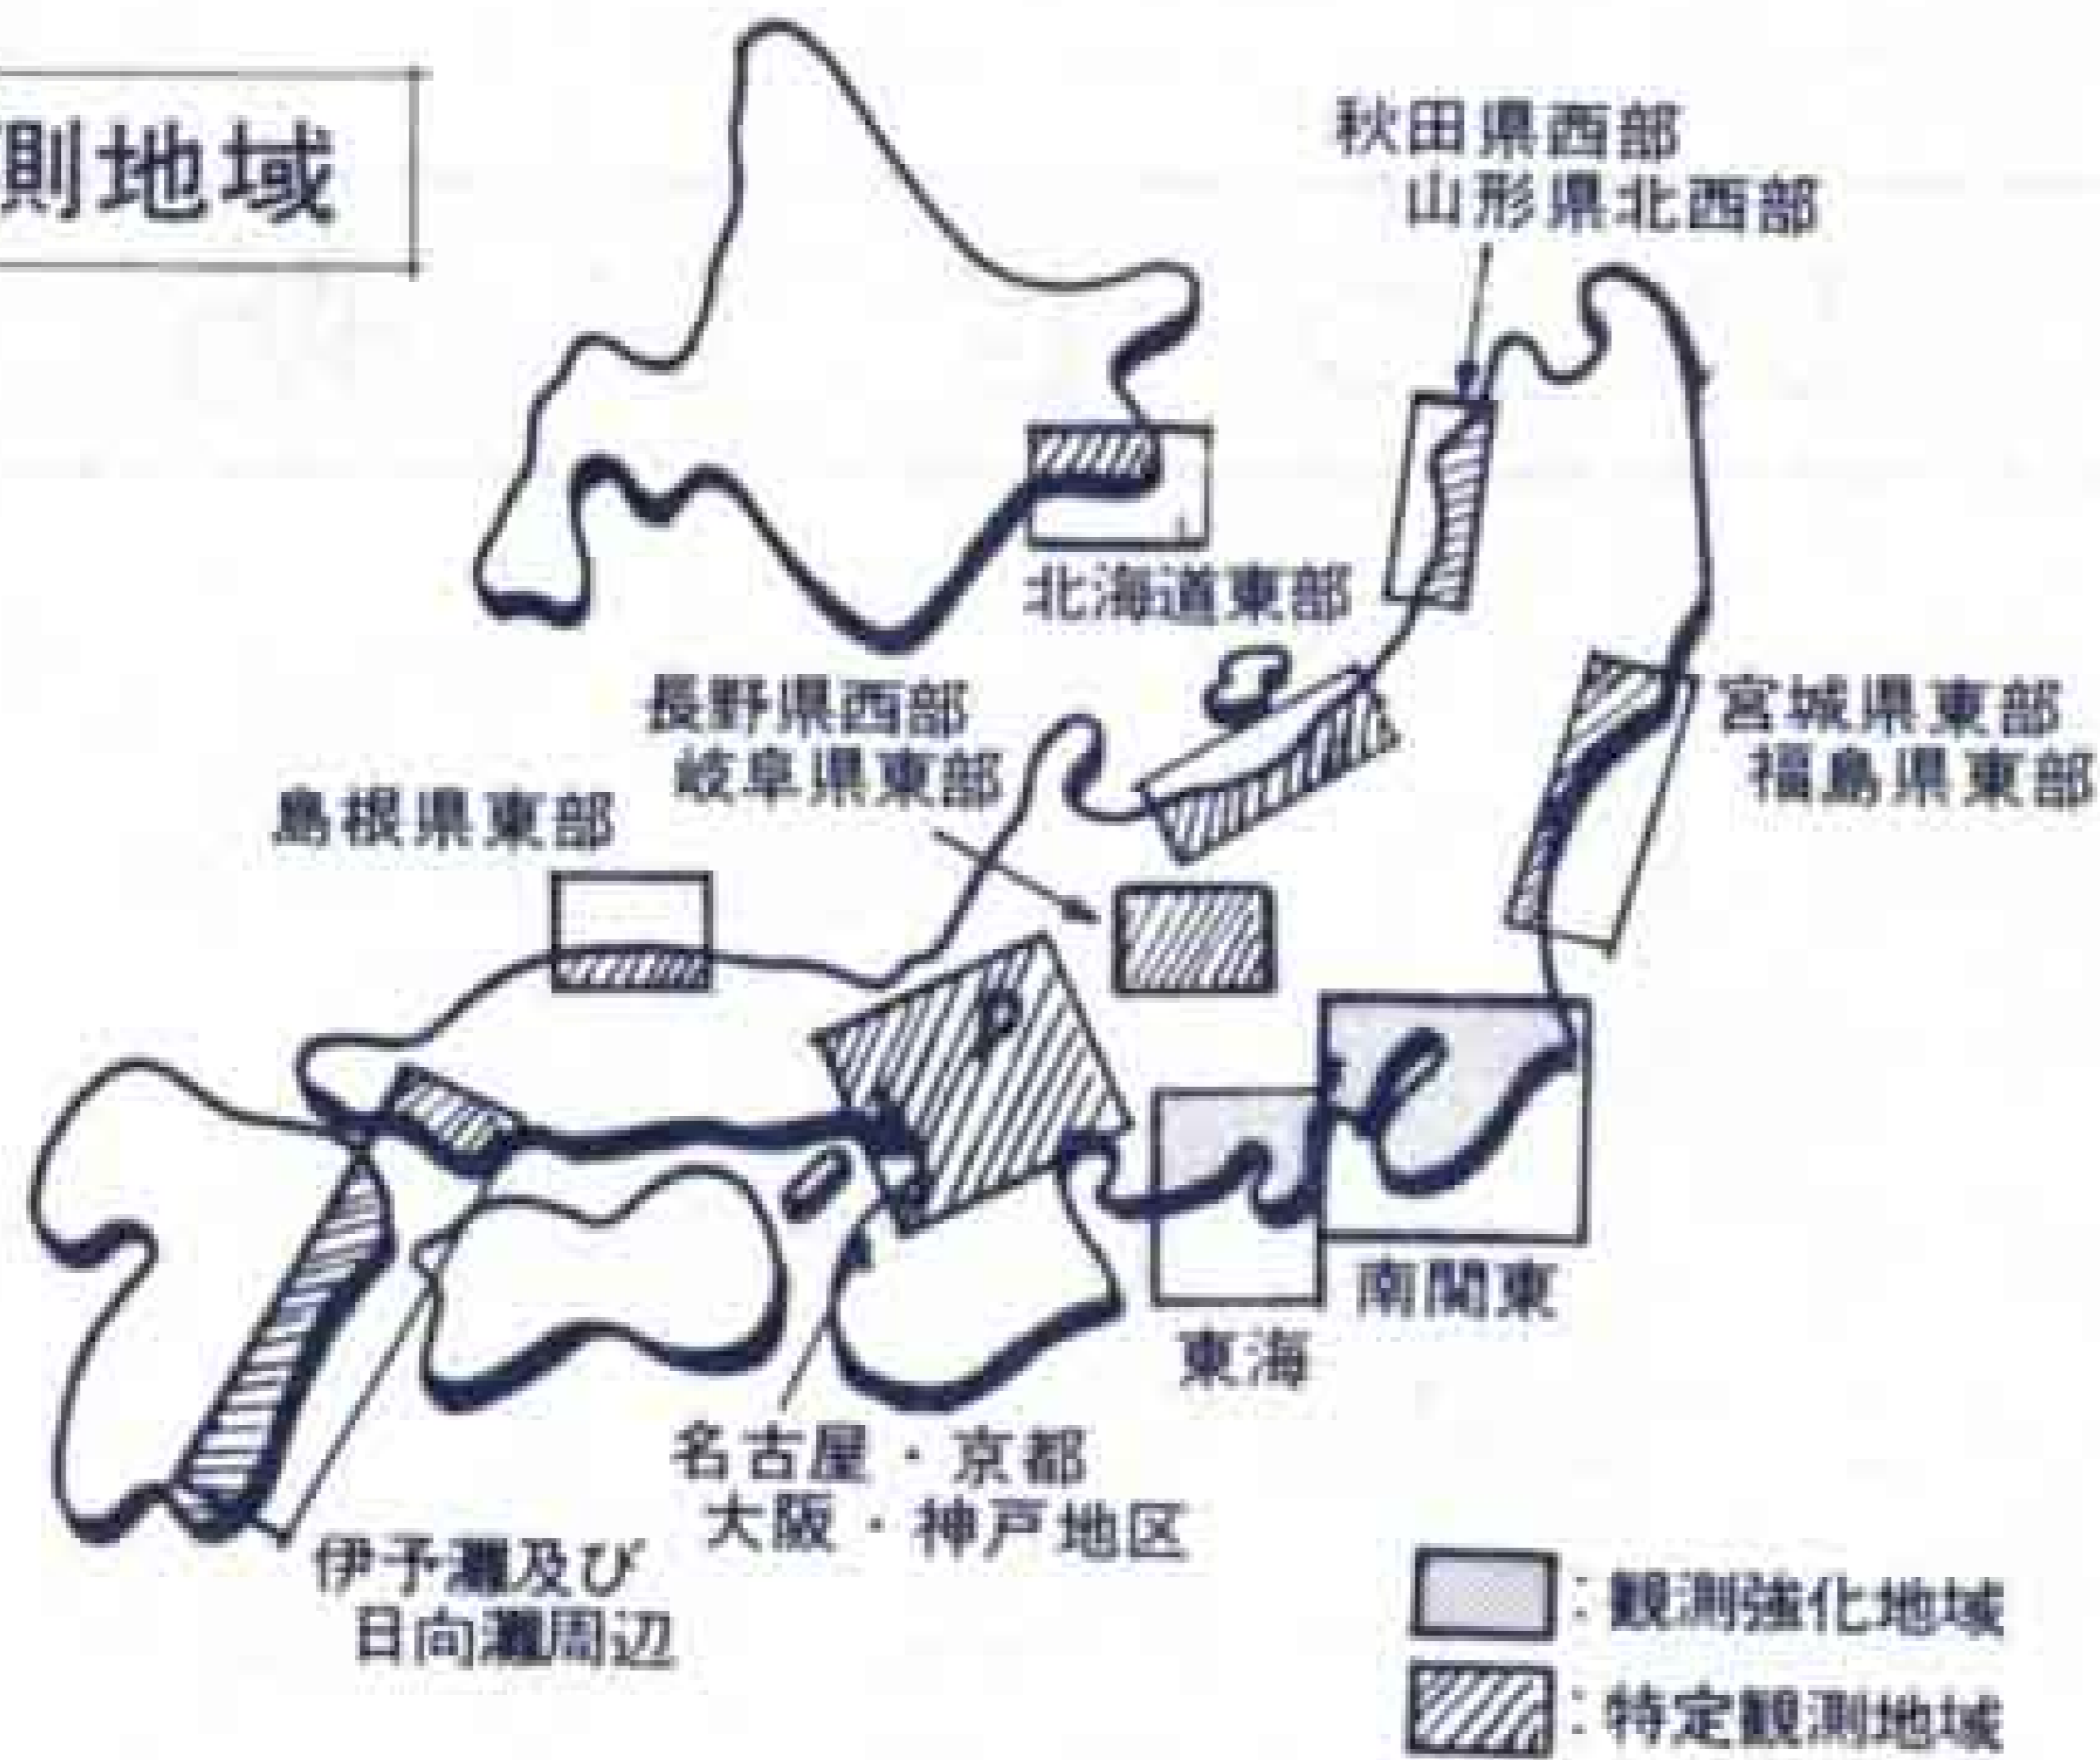 測地域
秋田県西部
山形県北西部
北海道東部
長野県西部
岐阜県東部
宮城県東部
福島県東部
島根県東部
南関東
東海
名古屋・京都
大阪・神戸地区
伊予灘及び
日向灘周辺
:観測強化地域
:特定観測地域